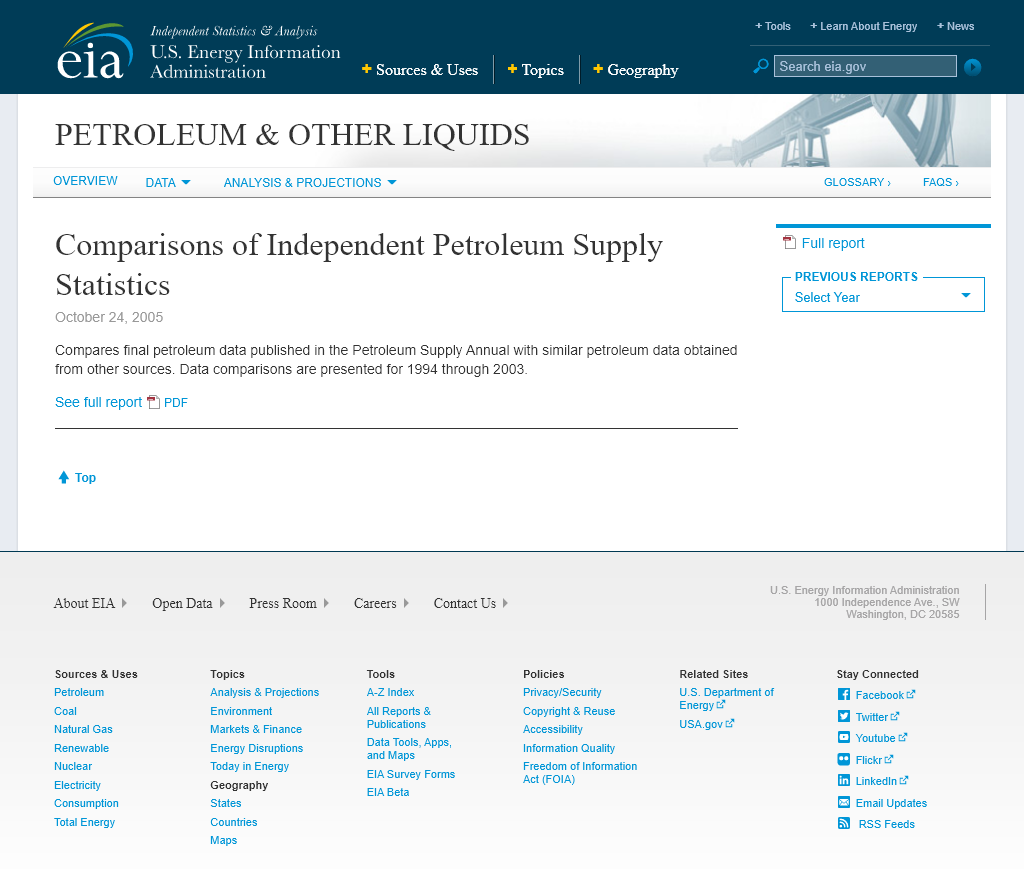 eia
Independent Statistics & Analysis
U.S. Energy Information
Administration
+ Sources & Uses
+ Topics
+ Geography
+ Tools
+ Learn About Energy
+ News
Search eia.gov
PETROLEUM & OTHER LIQUIDS
OVERVIEW
DATA
ANALYSIS & PROJECTIONS
GLOSSARY ›
FAQS ›
Comparisons of Independent Petroleum Supply
Statistics
October 24, 2005
Compares final petroleum data published in the Petroleum Supply Annual with similar petroleum data obtained
from other sources. Data comparisons are presented for 1994 through 2003.
See full report PDF
Full report
PREVIOUS REPORTS
Select Year
Top
About EIA
Open Data
Press Room
Careers
Contact Us
U.S. Energy Information Administration
1000 Independence Ave., SW
Washington, DC 20585
Sources & Uses
Petroleum
Coal
Natural Gas
Renewable
Nuclear
Electricity
Consumption
Total Energy
Topics
Analysis & Projections
Environment
Markets & Finance
Energy Disruptions
Today in Energy
Geography
States
Countries
Maps
Tools
A-Z Index
All Reports &
Publications
Data Tools, Apps,
and Maps
EIA Survey Forms
EIA Beta
Policies
Privacy/Security
Copyright & Reuse
Accessibility
Information Quality
Freedom of Information
Act (FOIA)
Related Sites
U.S. Department of
Energy
USA.gov
Stay Connected
Facebook
Twitter
Youtube
Flickr
LinkedIn
Email Updates
RSS Feeds